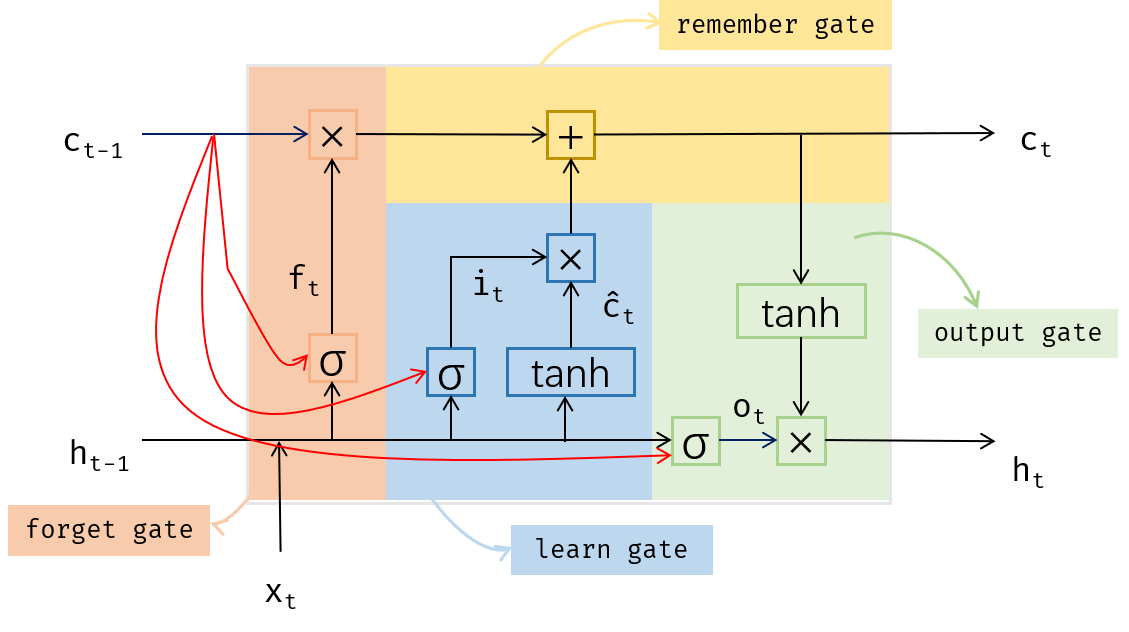 remember gate
c_{t-1}
×
+
c_t
f_t
i_t
×
ĉ_t
tanh
output gate
σ
σ
tanh
o_t
h_{t-1}
σ
×
h_t
forget gate
learn gate
x_t